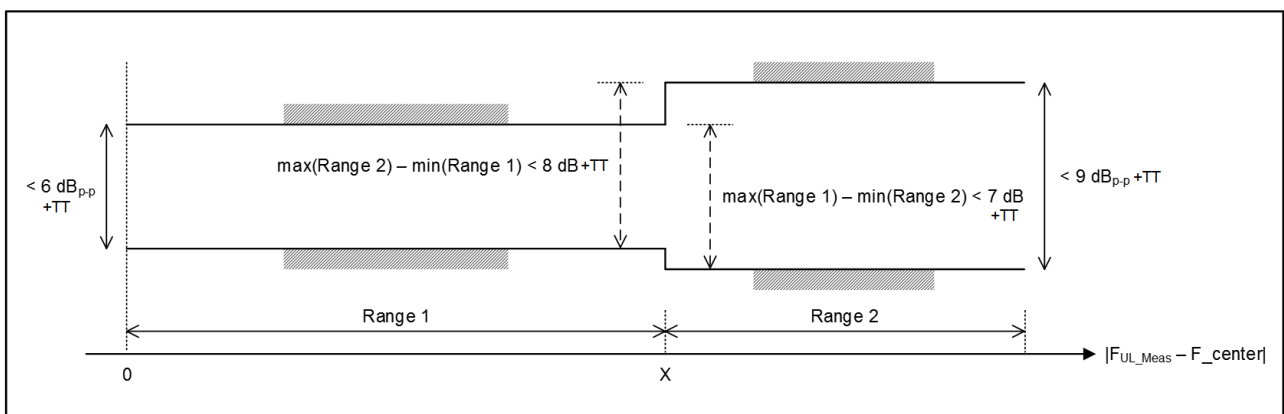 max(Range 2) – min(Range 1) < 8 dB+TT
< 6 dBp-p
+TT
max(Range 1) – min(Range 2) < 7 dB
+TT
< 9 dBp-p +TT
Range 1
Range 2
|FUL_Meas – F_center|
0
X